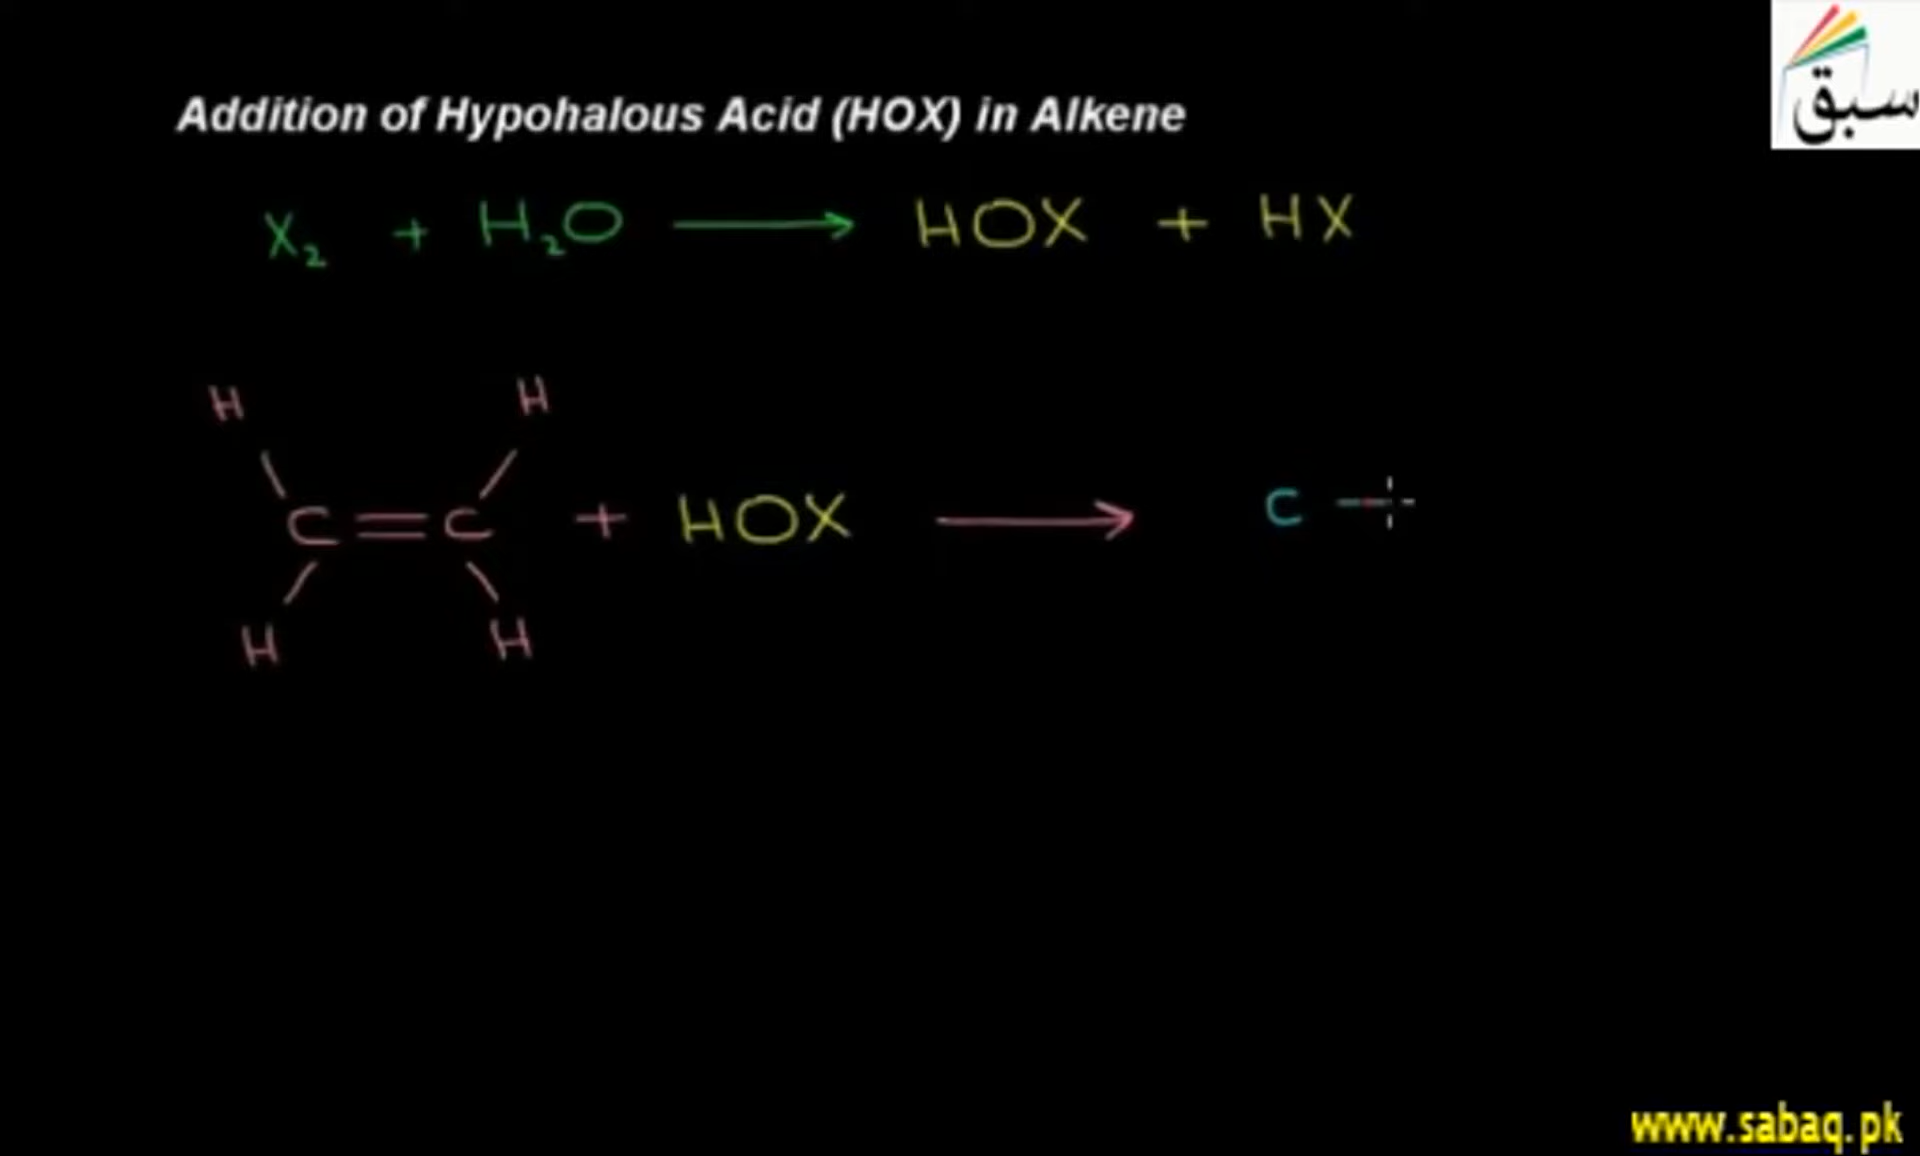 سبق
Addition of Hypohalous Acid (HOX) in Alkene
X₂ + H₂O ⟶ HOX + HX
H H
C = C + HOX ⟶ C —
H H
www.sabaq.pk